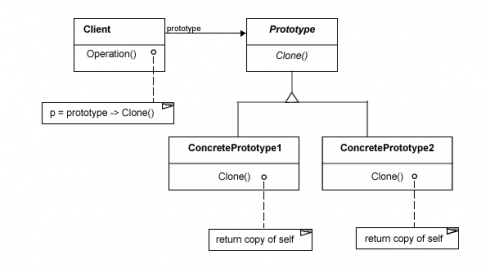 Client
prototype
Prototype
Operation()
Clone()
p = prototype -> Clone()
ConcretePrototype1
ConcretePrototype2
Clone()
Clone()
return copy of self
return copy of self